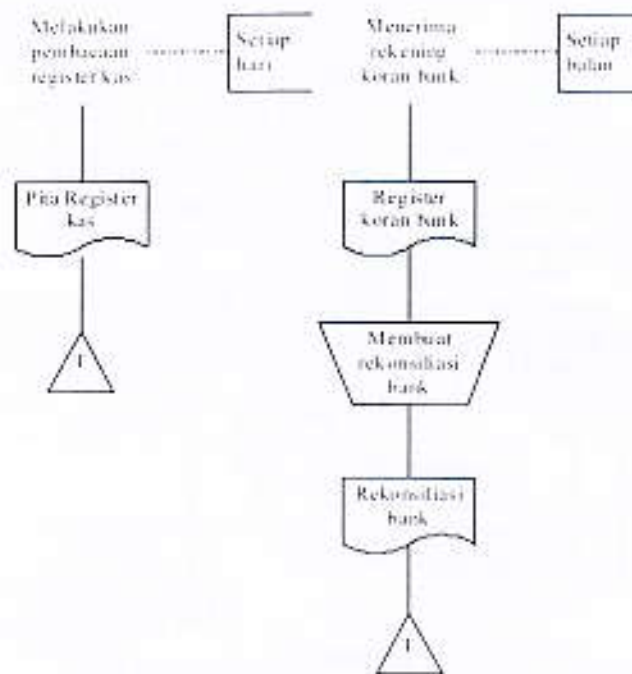 Melakukan
pembacaan
register kas
Setiap
hari
Menerima
rekening
koran bank
Setiap
bulan
Pita Register
kas
Register
koran bank
Membuat
rekonsiliasi
bank
Rekonsiliasi
bank